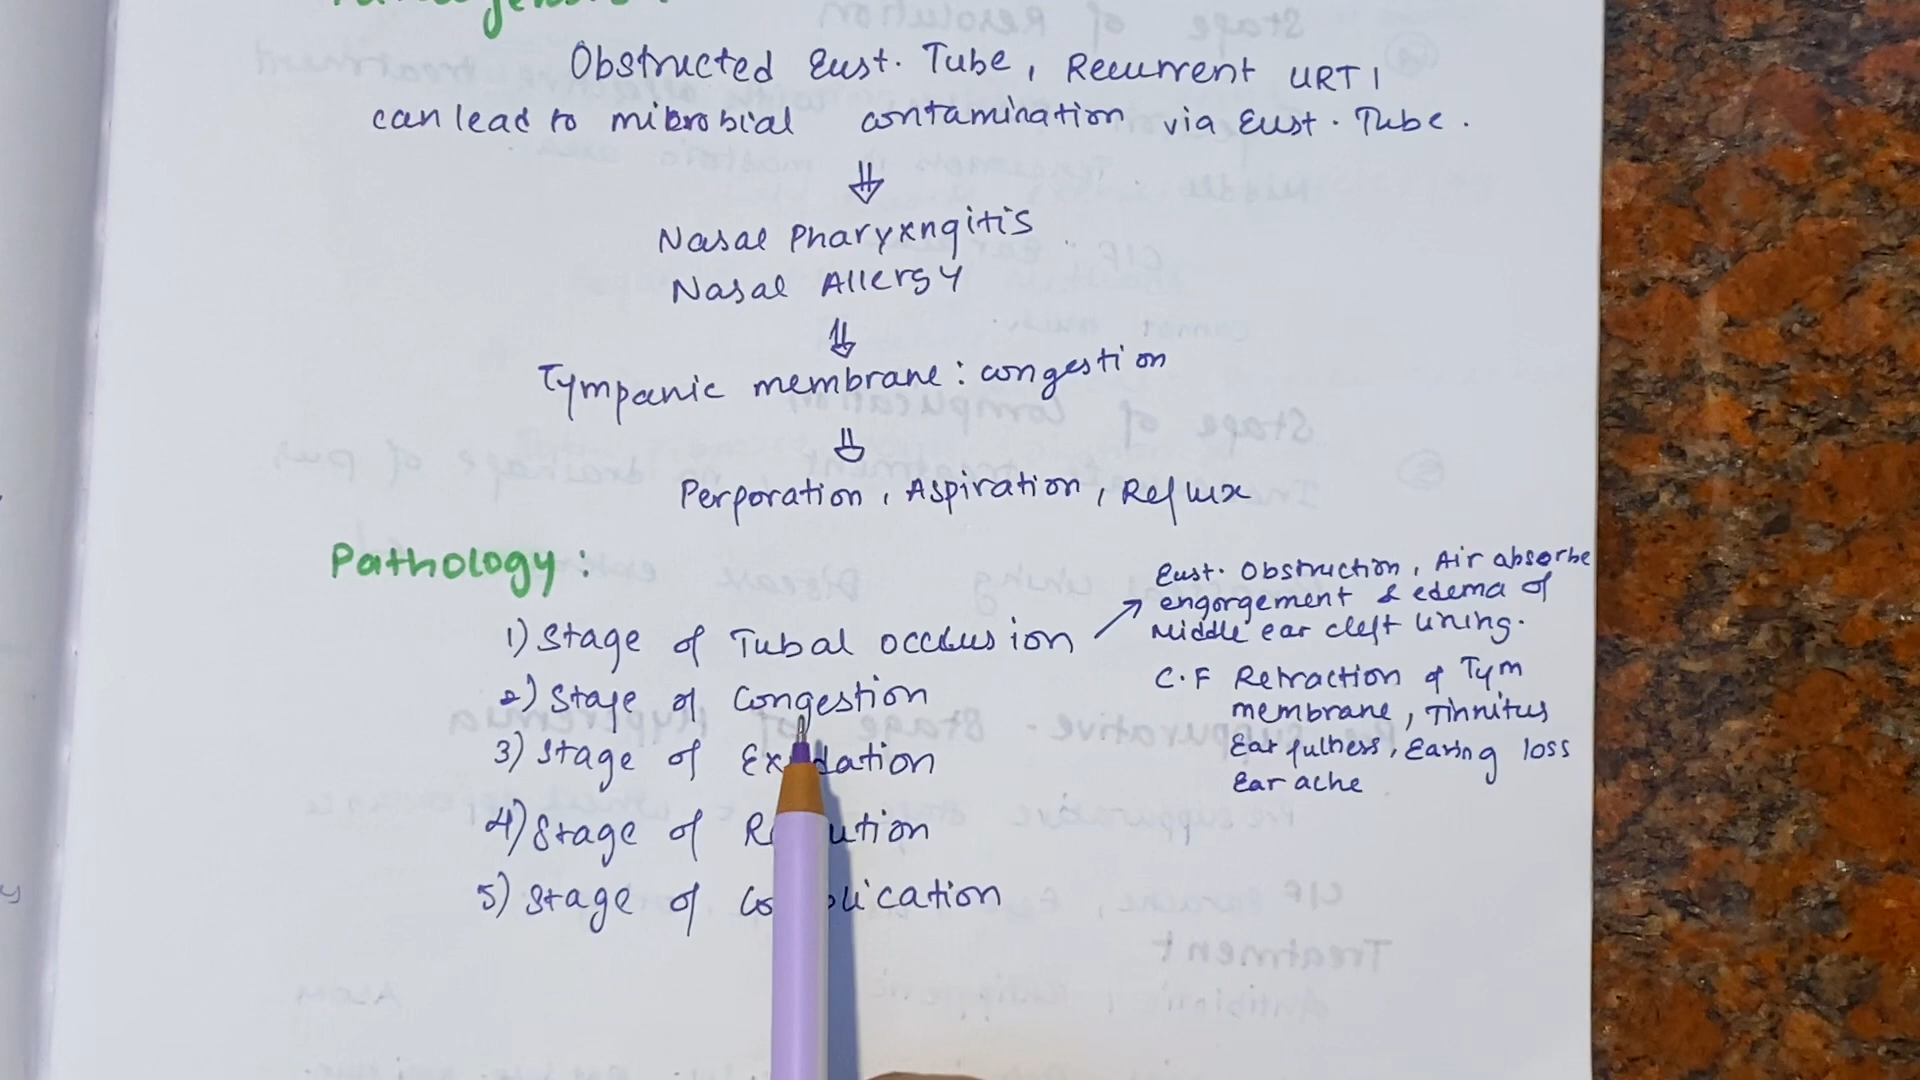 Obstructed Eust. Tube, Recurrent URTI
can lead to mikrobial contamination via Eust. Tube.
Nasal Pharyxngitis
Nasal Allergy
Tympanic membrane: congestion
Perporation, Aspiration, Reflux
Pathology:
1) Stage of Tubal occlusion
Eust. Obstruction, Air absorbe
engorgement & edema of
Middle ear cleft lining.
C.F Retraction of Tym
membrane, Tinnitus
Ear fullness, Earing loss
Ear ache
2) Stage of Congestion
3) Stage of
4) Stage of
5) Stage of